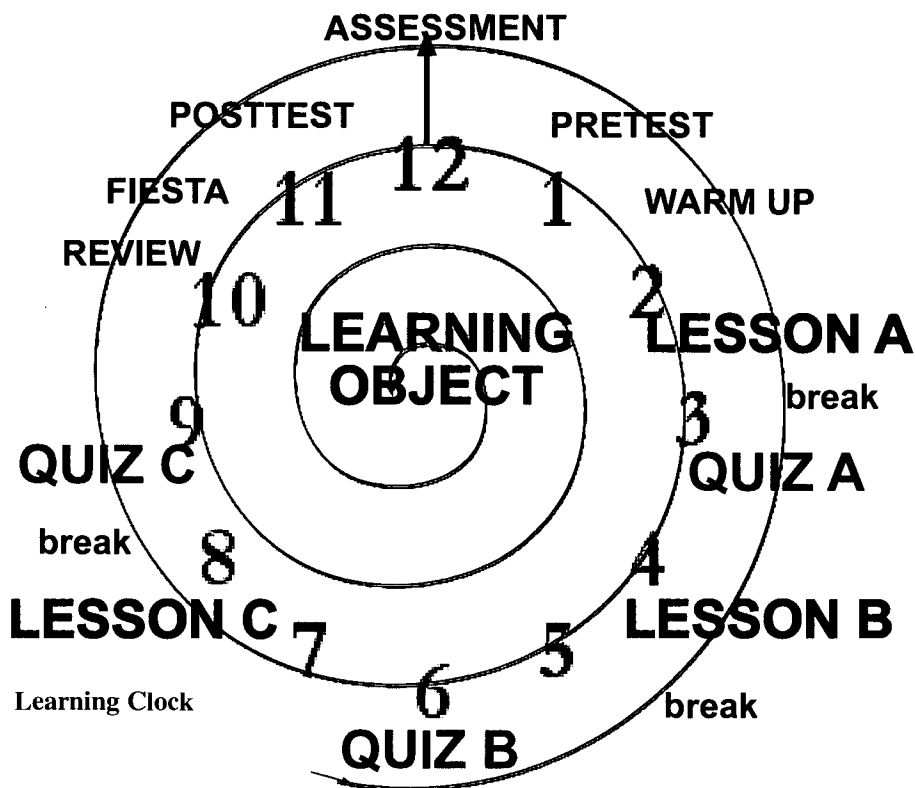 ASSESSMENT
POSTTEST
PRETEST
FIESTA
WARM UP
REVIEW
12
11
1
10
2
LEARNING
OBJECT
LESSON A
break
9
3
QUIZ C
QUIZ A
break
8
4
LESSON C
LESSON B
7
5
Learning Clock
6
break
QUIZ B